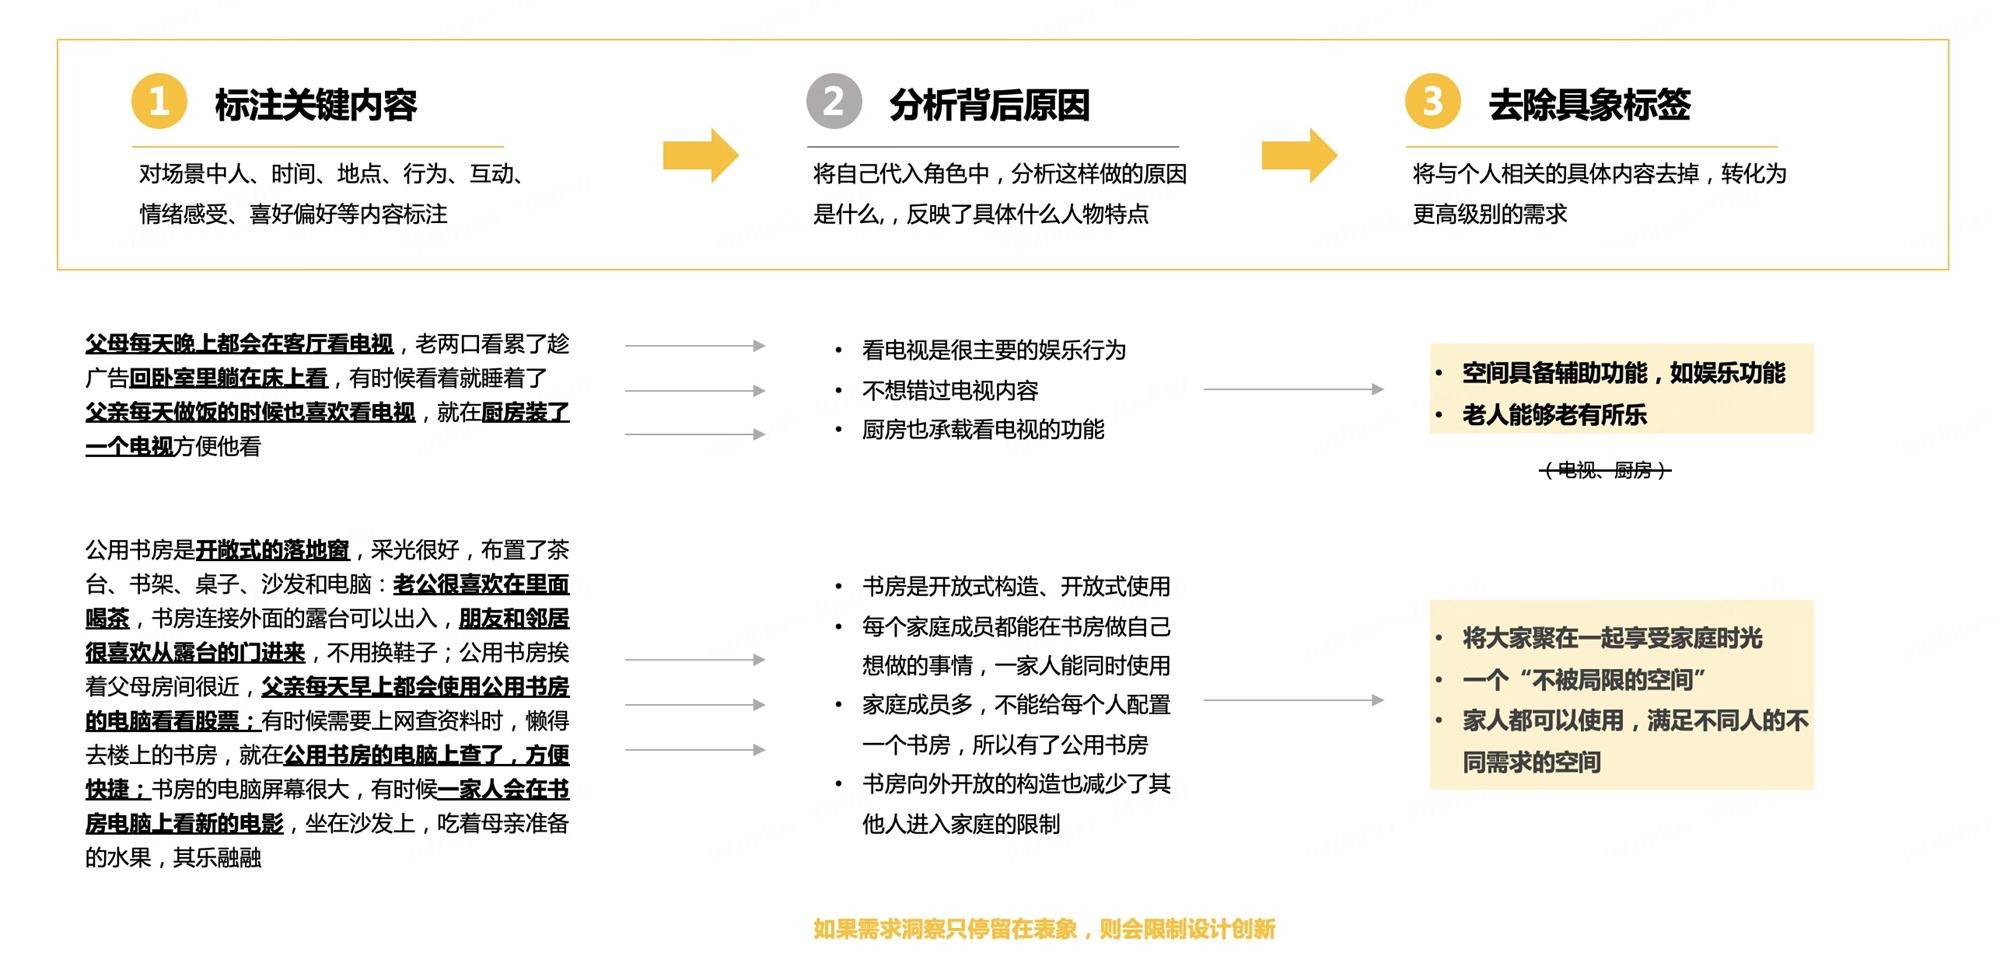 1 标注关键内容
对场景中人、时间、地点、行为、互动、
情绪感受、喜好偏好等内容标注
2 分析背后原因
将自己代入角色中，分析这样做的原因
是什么,，反映了具体什么人物特点
3 去除具象标签
将与个人相关的具体内容去掉，转化为
更高级别的需求
父母每天晚上都会在客厅看电视，老两口看累了趁
广告回卧室里躺在床上看，有时候看着就睡着了
父亲每天做饭的时候也喜欢看电视，就在厨房装了
一个电视方便他看
• 看电视是很主要的娱乐行为
• 不想错过电视内容
• 厨房也承载看电视的功能
• 空间具备辅助功能，如娱乐功能
• 老人能够老有所乐
（电视、厨房）
公用书房是开敞式的落地窗，采光很好，布置了茶
台、书架、桌子、沙发和电脑：老公很喜欢在里面
喝茶，书房连接外面的露台可以出入，朋友和邻居
很喜欢从露台的门进来，不用换鞋子；公用书房挨
着父母房间很近，父亲每天早上都会使用公用书房
的电脑看看股票；有时候需要上网查资料时，懒得
去楼上的书房，就在公用书房的电脑上查了，方便
快捷；书房的电脑屏幕很大，有时候一家人会在书
房电脑上看新的电影，坐在沙发上，吃着母亲准备
的水果，其乐融融
• 书房是开放式构造、开放式使用
• 每个家庭成员都能在书房做自己
想做的事情，一家人能同时使用
• 家庭成员多，不能给每个人配置
一个书房，所以有了公用书房
• 书房向外开放的构造也减少了其
他人进入家庭的限制
• 将大家聚在一起享受家庭时光
• 一个“不被局限的空间”
• 家人都可以使用，满足不同人的不
同需求的空间
如果需求洞察只停留在表象，则会限制设计创新